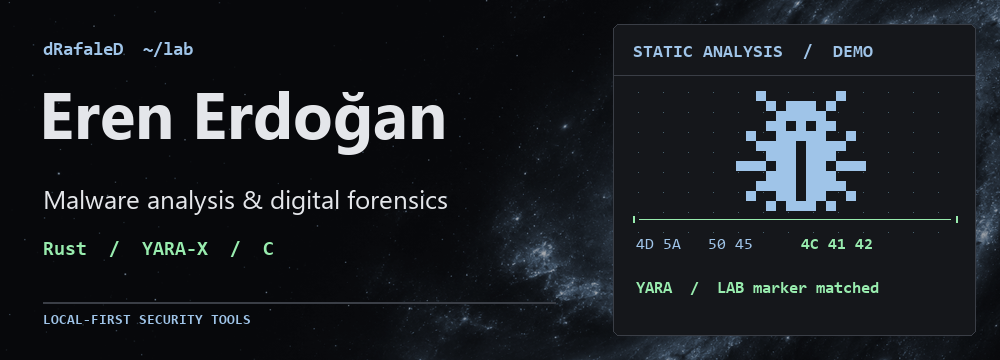 dRafaleD  ~/lab
Eren Erdoğan
Malware analysis & digital forensics
Rust  /  YARA-X  /  C
LOCAL-FIRST SECURITY TOOLS
STATIC ANALYSIS  /  DEMO
4D 5A  50 45  4C 41 42
YARA  /  LAB marker matched